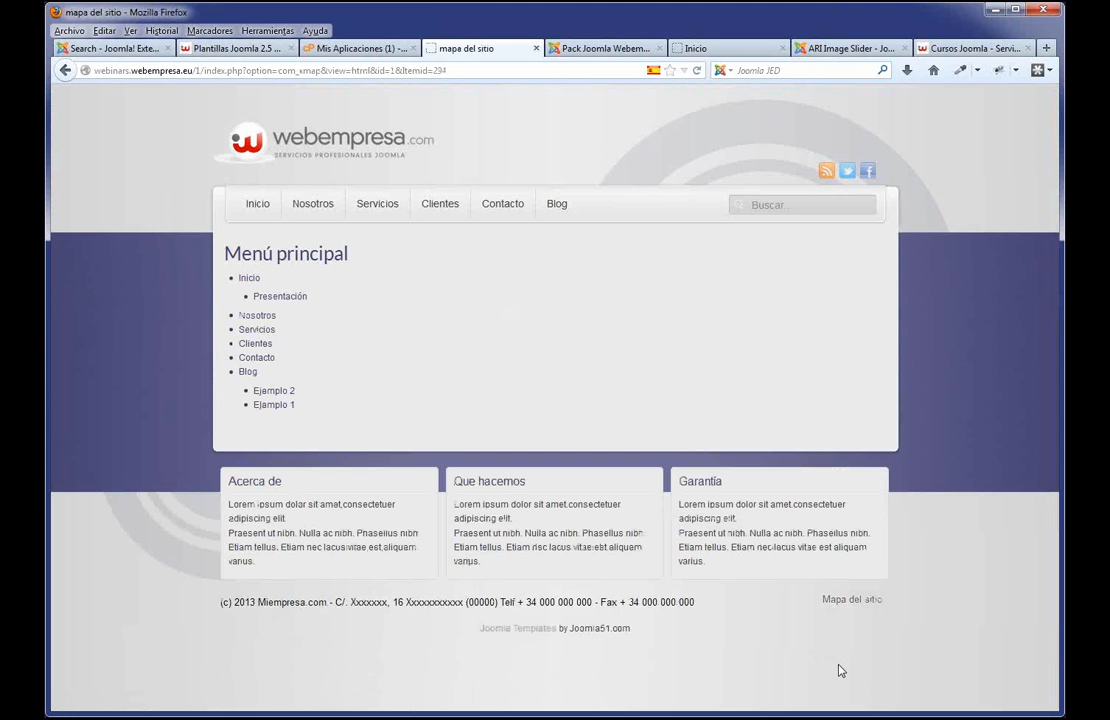 mapa del sitio - Mozilla Firefox
Archivo Editar Ver Historial Marcadores Herramientas Ayuda
Search - Joomla! Exte... Plantillas Joomla 2.5 ... Mis Aplicaciones (1) -... mapa del sitio Pack Joomla Webem... Inicio ARI Image Slider - Jo... Cursos Joomla - Servi...
webinars.webempresa.eu/1/index.php?option=com_xmap&view=html&id=1&Itemid=294 Joomla JED
webempresa.com
SERVICIOS PROFESIONALES JOOMLA
Inicio Nosotros Servicios Clientes Contacto Blog Buscar...
Menú principal
Inicio
Presentación
Nosotros
Servicios
Clientes
Contacto
Blog
Ejemplo 2
Ejemplo 1
Acerca de
Lorem ipsum dolor sit amet,consectetuer
adipiscing elit.
Praesent ut nibh. Nulla ac nibh. Phasellus nibh.
Etiam tellus. Etiam nec lacus vitae est aliquam
varius.
Que hacemos
Lorem ipsum dolor sit amet,consectetuer
adipiscing elit.
Praesent ut nibh. Nulla ac nibh. Phasellus nibh.
Etiam tellus. Etiam nec lacus vitae est aliquam
varius.
Garantía
Lorem ipsum dolor sit amet,consectetuer
adipiscing elit.
Praesent ut nibh. Nulla ac nibh. Phasellus nibh.
Etiam tellus. Etiam nec lacus vitae est aliquam
varius.
(c) 2013 Miempresa.com - C/. Xxxxxxx, 16 Xxxxxxxxxxx (00000) Telf + 34 000 000 000 - Fax + 34 000 000 000
Mapa del sitio
Joomla Templates by Joomla51.com